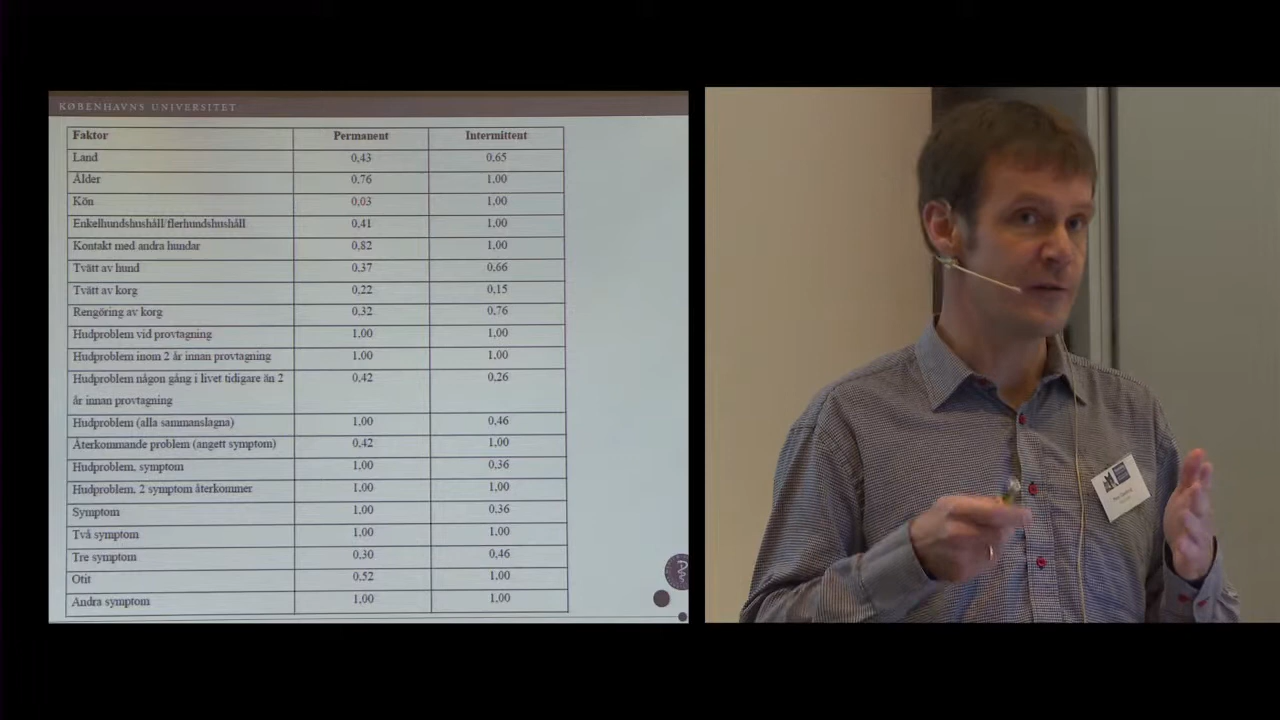 KØBENHAVNS UNIVERSITET
Faktor Permanent Intermittent
Land 0,43 0,65
Ålder 0,76 1,00
Kön 0,03 1,00
Enkelhundshushåll/flerhundshushåll 0,41 1,00
Kontakt med andra hundar 0,82 1,00
Tvätt av hund 0,37 0,66
Tvätt av korg 0,22 0,15
Rengöring av korg 0,32 0,76
Hudproblem vid provtagning 1,00 1,00
Hudproblem inom 2 år innan provtagning 1,00 1,00
Hudproblem någon gång i livet tidigare än 2 0,42 0,26
år innan provtagning
Hudproblem (alla sammanslagna) 1,00 0,46
Återkommande problem (angett symptom) 0,42 1,00
Hudproblem, symptom 1,00 0,36
Hudproblem, 2 symptom återkommer 1,00 1,00
Symptom 1,00 0,36
Två symptom 1,00 1,00
Tre symptom 0,30 0,46
Otit 0,52 1,00
Andra symptom 1,00 1,00